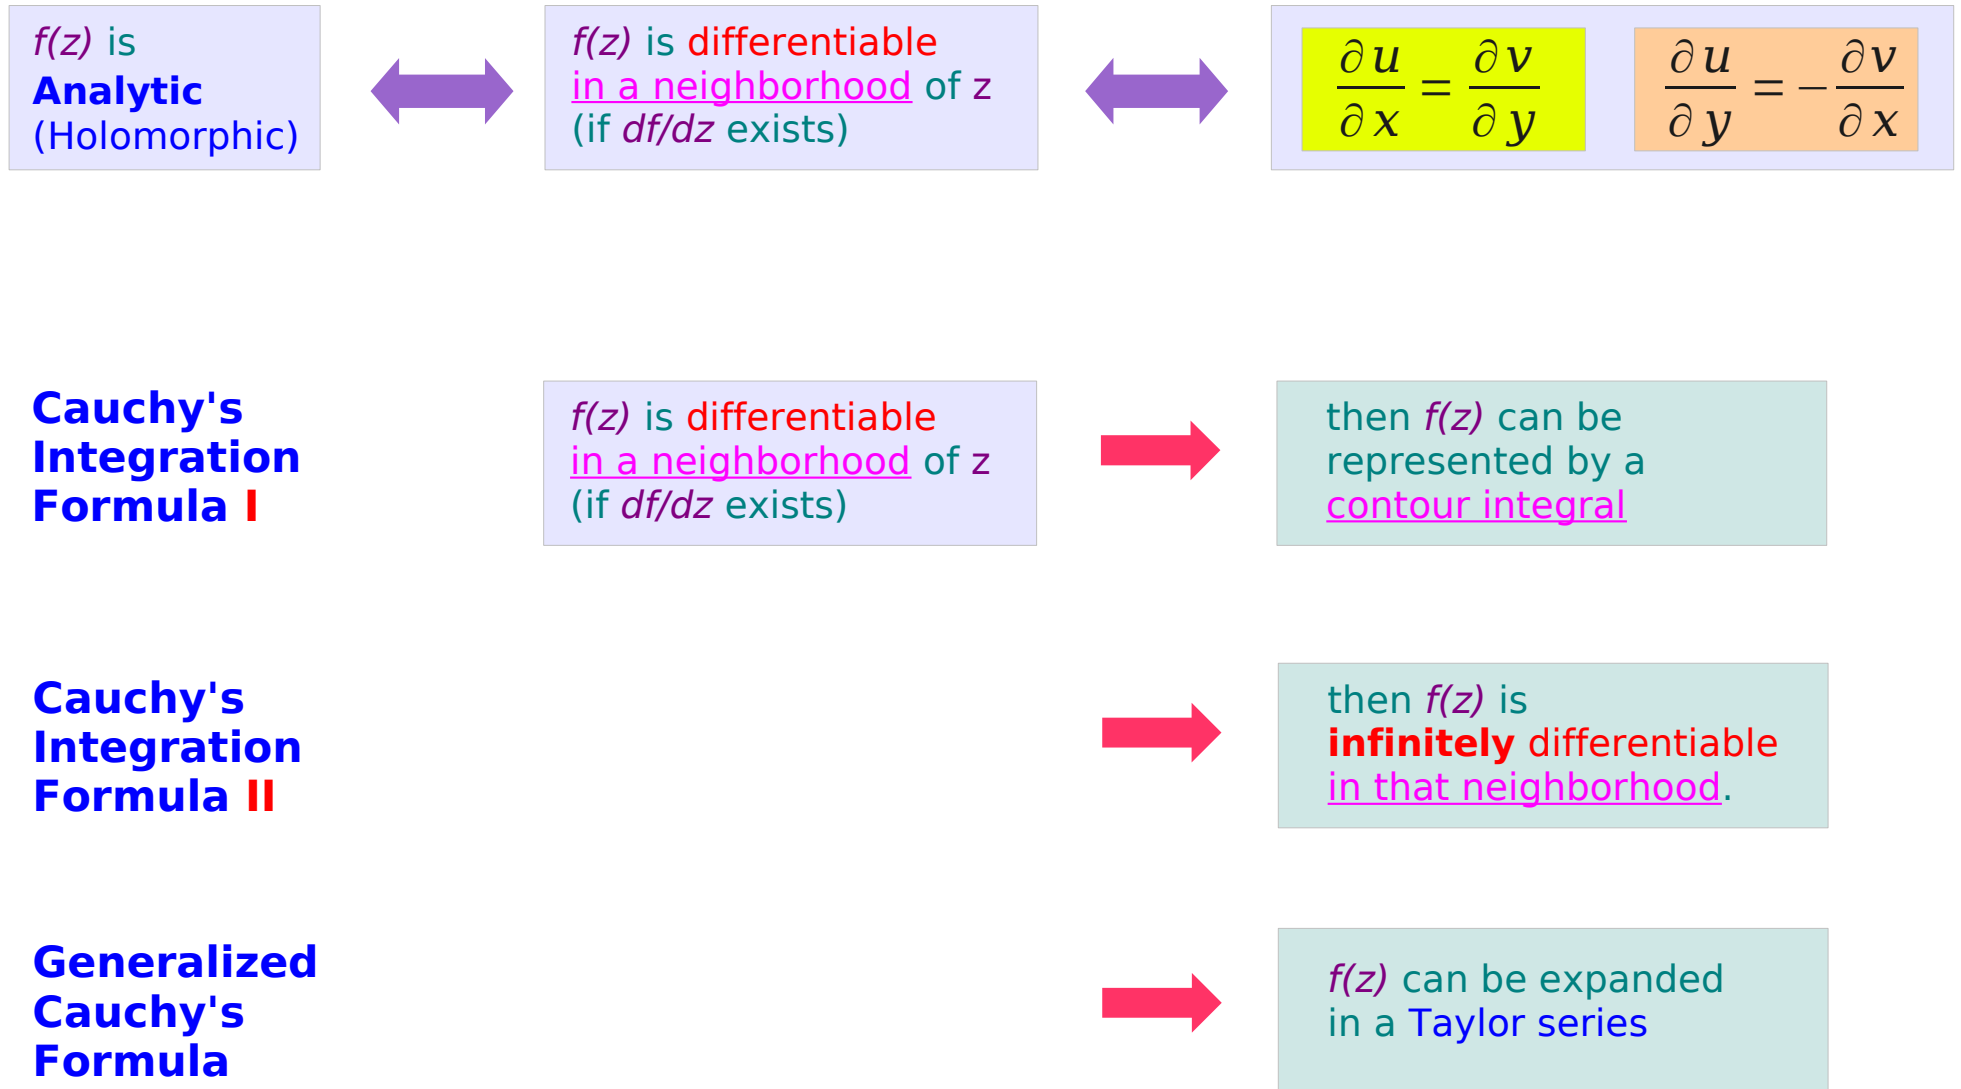 f(z) is
Analytic
(Holomorphic)
f(z) is differentiable
in a neighborhood of z
(if df/dz exists)
∂u/∂x = ∂v/∂y
∂u/∂y = −∂v/∂x
Cauchy's
Integration
Formula I
f(z) is differentiable
in a neighborhood of z
(if df/dz exists)
then f(z) can be
represented by a
contour integral
Cauchy's
Integration
Formula II
then f(z) is
infinitely differentiable
in that neighborhood.
Generalized
Cauchy's
Formula
f(z) can be expanded
in a Taylor series